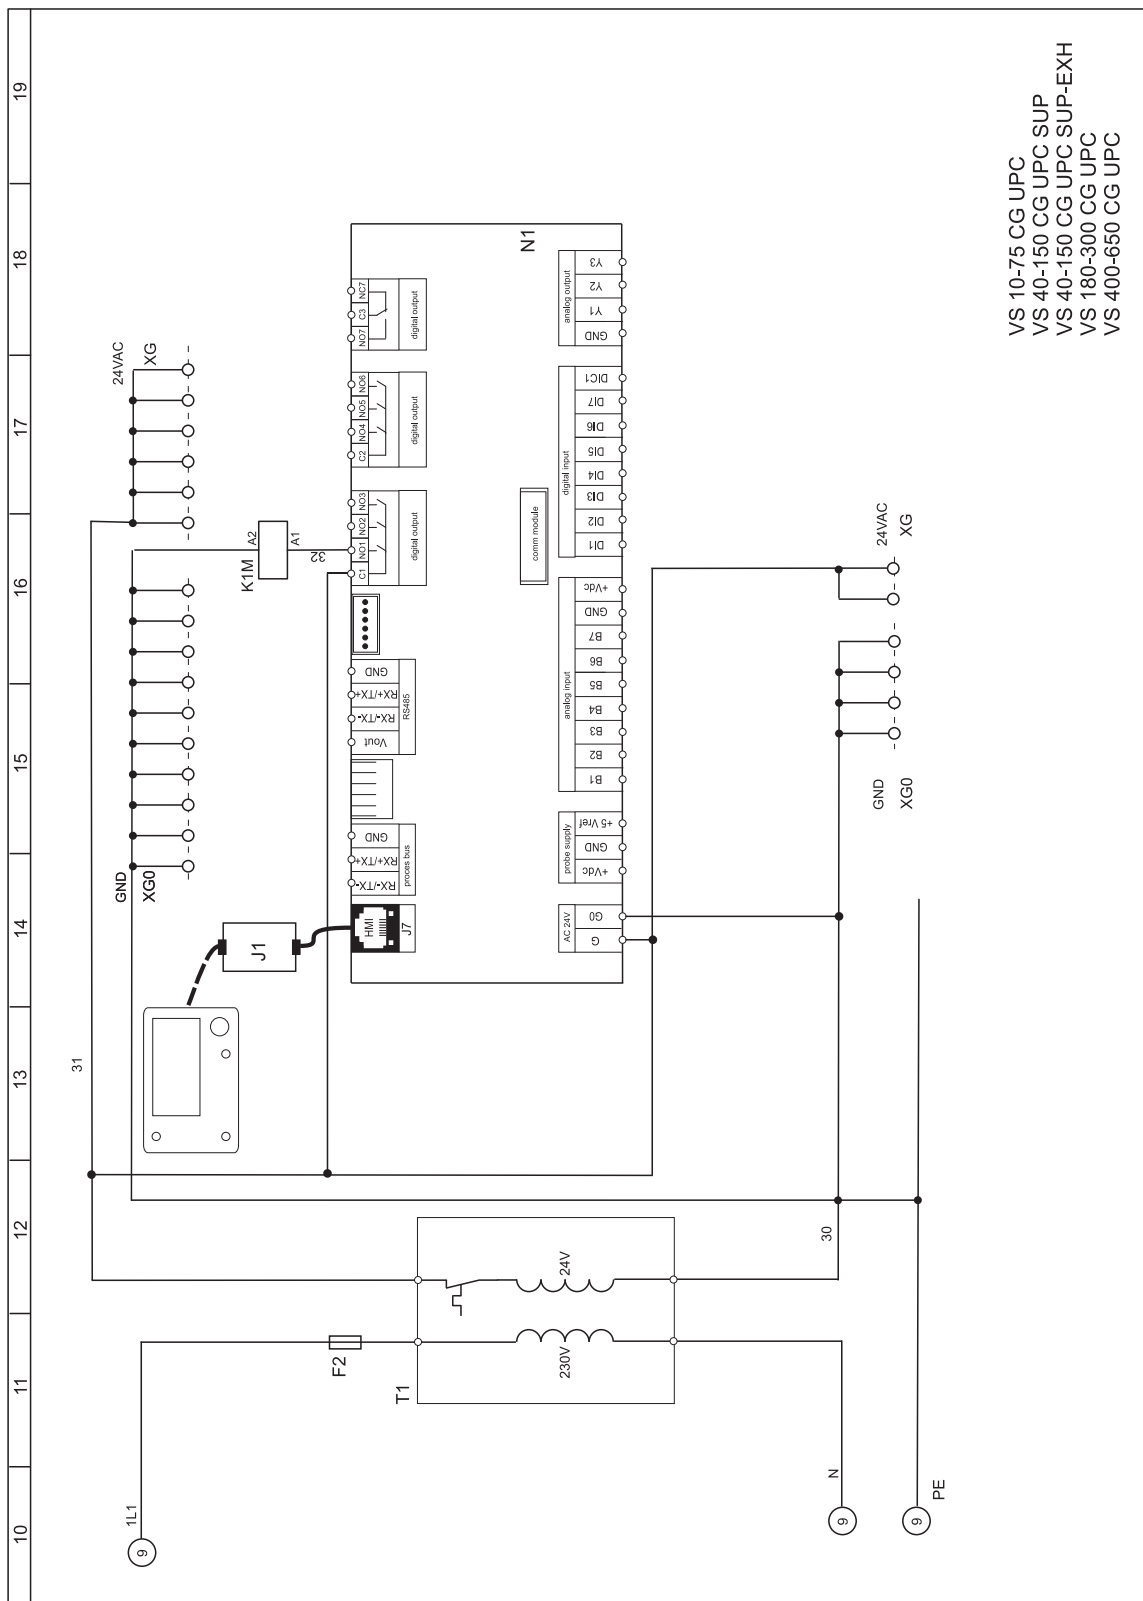 10
11
12
13
14
15
16
17
18
19
9
1L1
F2
T1
230V
24V
9
N
9
PE
30
31
GND
XG0
24VAC
XG
K1M
A2
A1
32
J1
HMI
J7
RX-/TX-
RX+/TX+
GND
proces bus
Vout
RX-/TX-
RX+/TX+
GND
RS485
C1
NO1
NO2
NO3
digital output
C2
NO4
NO5
NO6
digital output
NO7
C3
NC7
digital output
N1
comm module
AC 24V
G
G0
probe supply
+Vdc
GND
+5 Vref
analog input
B1
B2
B3
B4
B5
B6
B7
GND
+Vdc
digital input
DI1
DI2
DI3
DI4
DI5
DI6
DI7
DIC1
analog output
GND
Y1
Y2
Y3
GND
XG0
24VAC
XG
VS 10-75 CG UPC
VS 40-150 CG UPC SUP
VS 40-150 CG UPC SUP-EXH
VS 180-300 CG UPC
VS 400-650 CG UPC